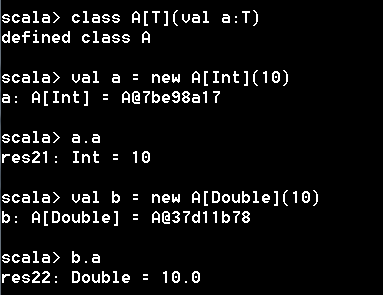 scala> class A[T](val a:T)
defined class A
scala> val a = new A[Int](10)
a: A[Int] = A@7be98a17
scala> a.a
res21: Int = 10
scala> val b = new A[Double](10)
b: A[Double] = A@37d11b78
scala> b.a
res22: Double = 10.0